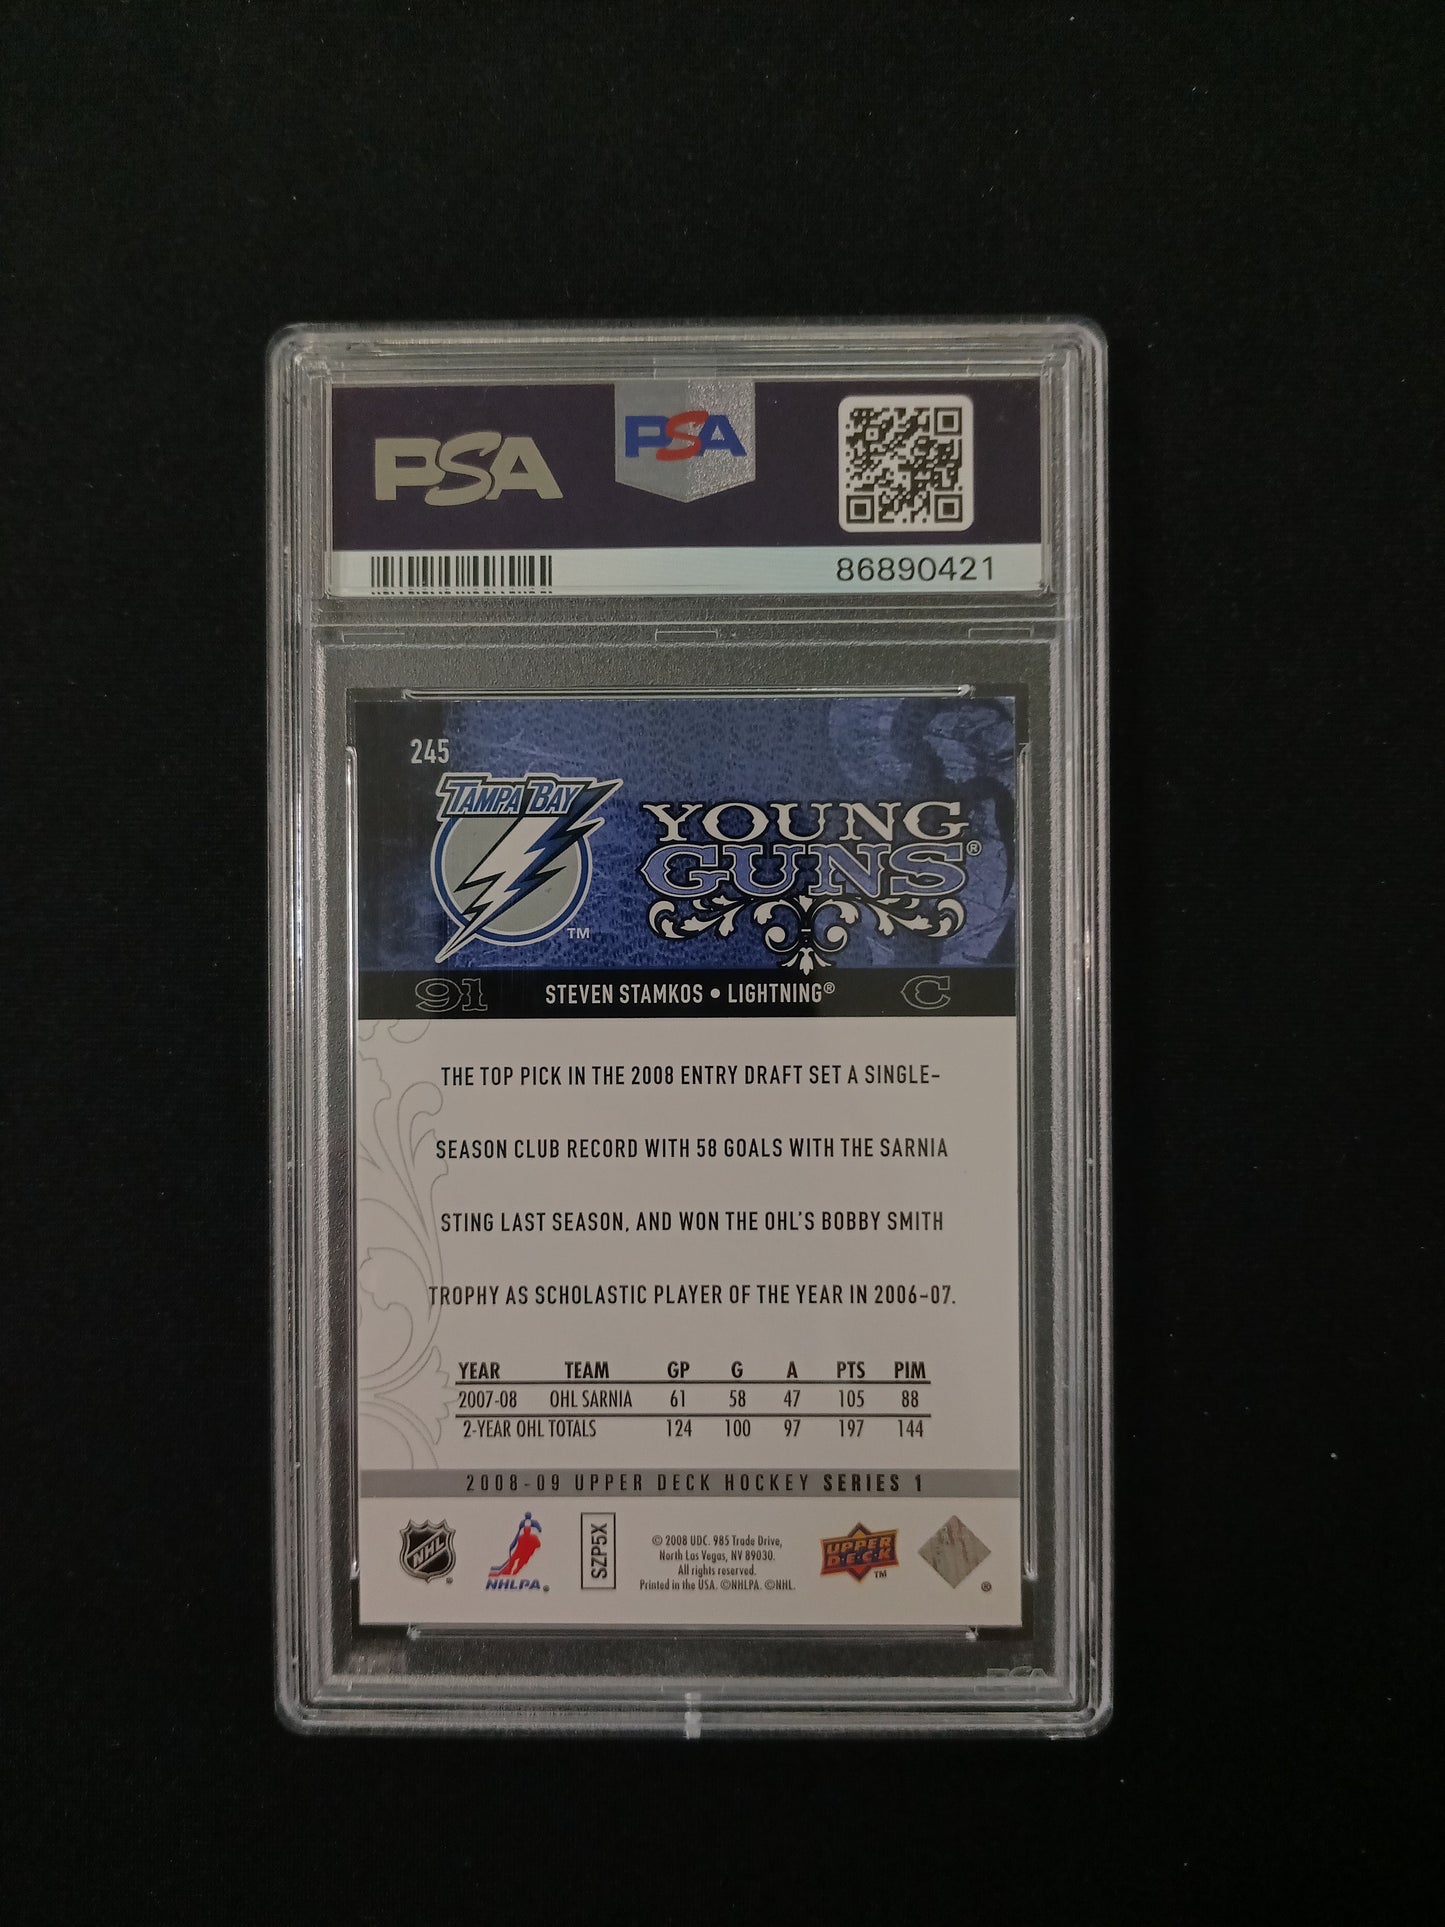 PSA
PSA
86890421
245
TAMPA BAY
TM
YOUNG
GUNS®
91
STEVEN STAMKOS • LIGHTNING®
C
THE TOP PICK IN THE 2008 ENTRY DRAFT SET A SINGLE-
SEASON CLUB RECORD WITH 58 GOALS WITH THE SARNIA
STING LAST SEASON, AND WON THE OHL'S BOBBY SMITH
TROPHY AS SCHOLASTIC PLAYER OF THE YEAR IN 2006-07.
YEAR TEAM GP G A PTS PIM
2007-08 OHL SARNIA 61 58 47 105 88
2-YEAR OHL TOTALS 124 100 97 197 144
2008-09 UPPER DECK HOCKEY SERIES 1
NHL ®
NHLPA ®
SZP5X
© 2008 UDC. 985 Trade Drive,
North Las Vegas, NV 89030.
All rights reserved.
Printed in the USA. ©NHLPA. ©NHL.
UPPER
DECK
TM
®
PSA